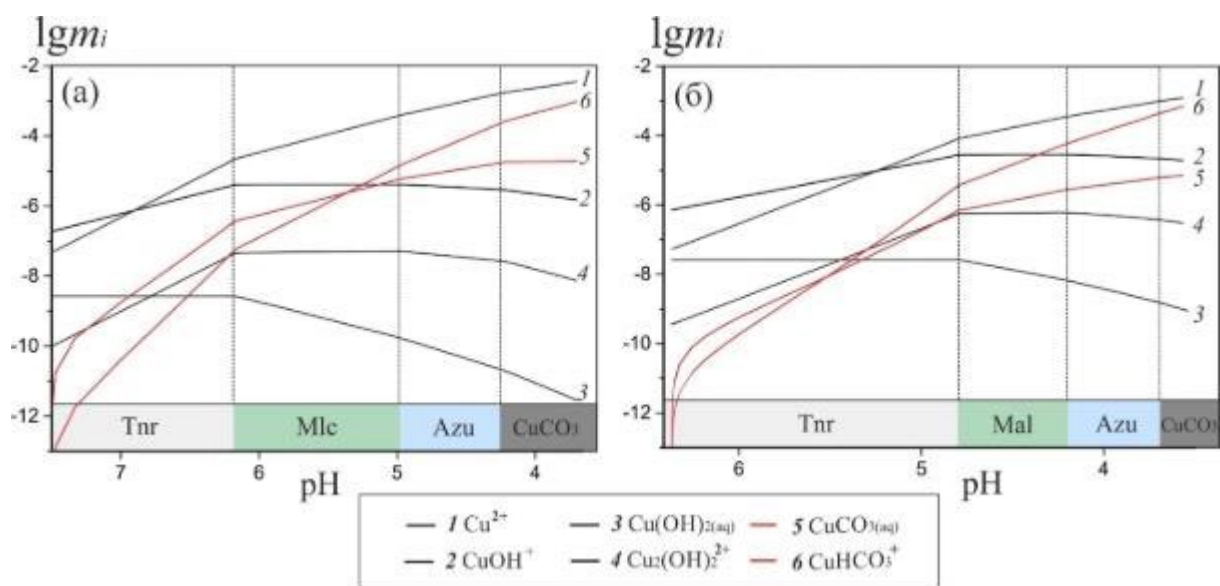 lgmᵢ
lgmᵢ
-2
-4
-6
-8
-10
-12
(a)
1
6
5
2
4
3
Tnr
Mlc
Azu
CuCO₃
7
6
5
4
pH
-2
-4
-6
-8
-10
-12
(б)
1
6
2
5
4
3
Tnr
Mal
Azu
CuCO₃
6
5
4
pH
1 Cu²⁺ 3 Cu(OH)₂₍aq₎ 5 CuCO₃₍aq₎
2 CuOH⁺ 4 Cu₂(OH)₂²⁺ 6 CuHCO₃⁺